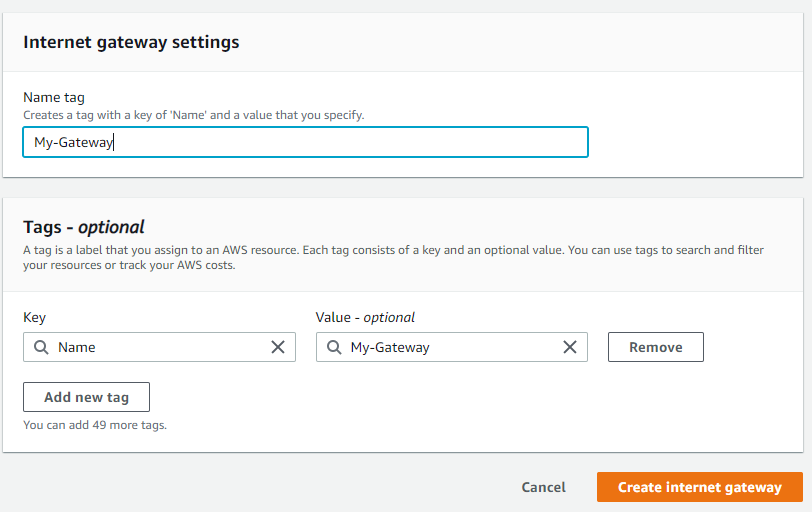 Internet gateway settings
Name tag
Creates a tag with a key of 'Name' and a value that you specify.
My-Gateway
Tags - optional
A tag is a label that you assign to an AWS resource. Each tag consists of a key and an optional value. You can use tags to search and filter
your resources or track your AWS costs.
Key
Value - optional
Name
My-Gateway
Remove
Add new tag
You can add 49 more tags.
Cancel
Create internet gateway